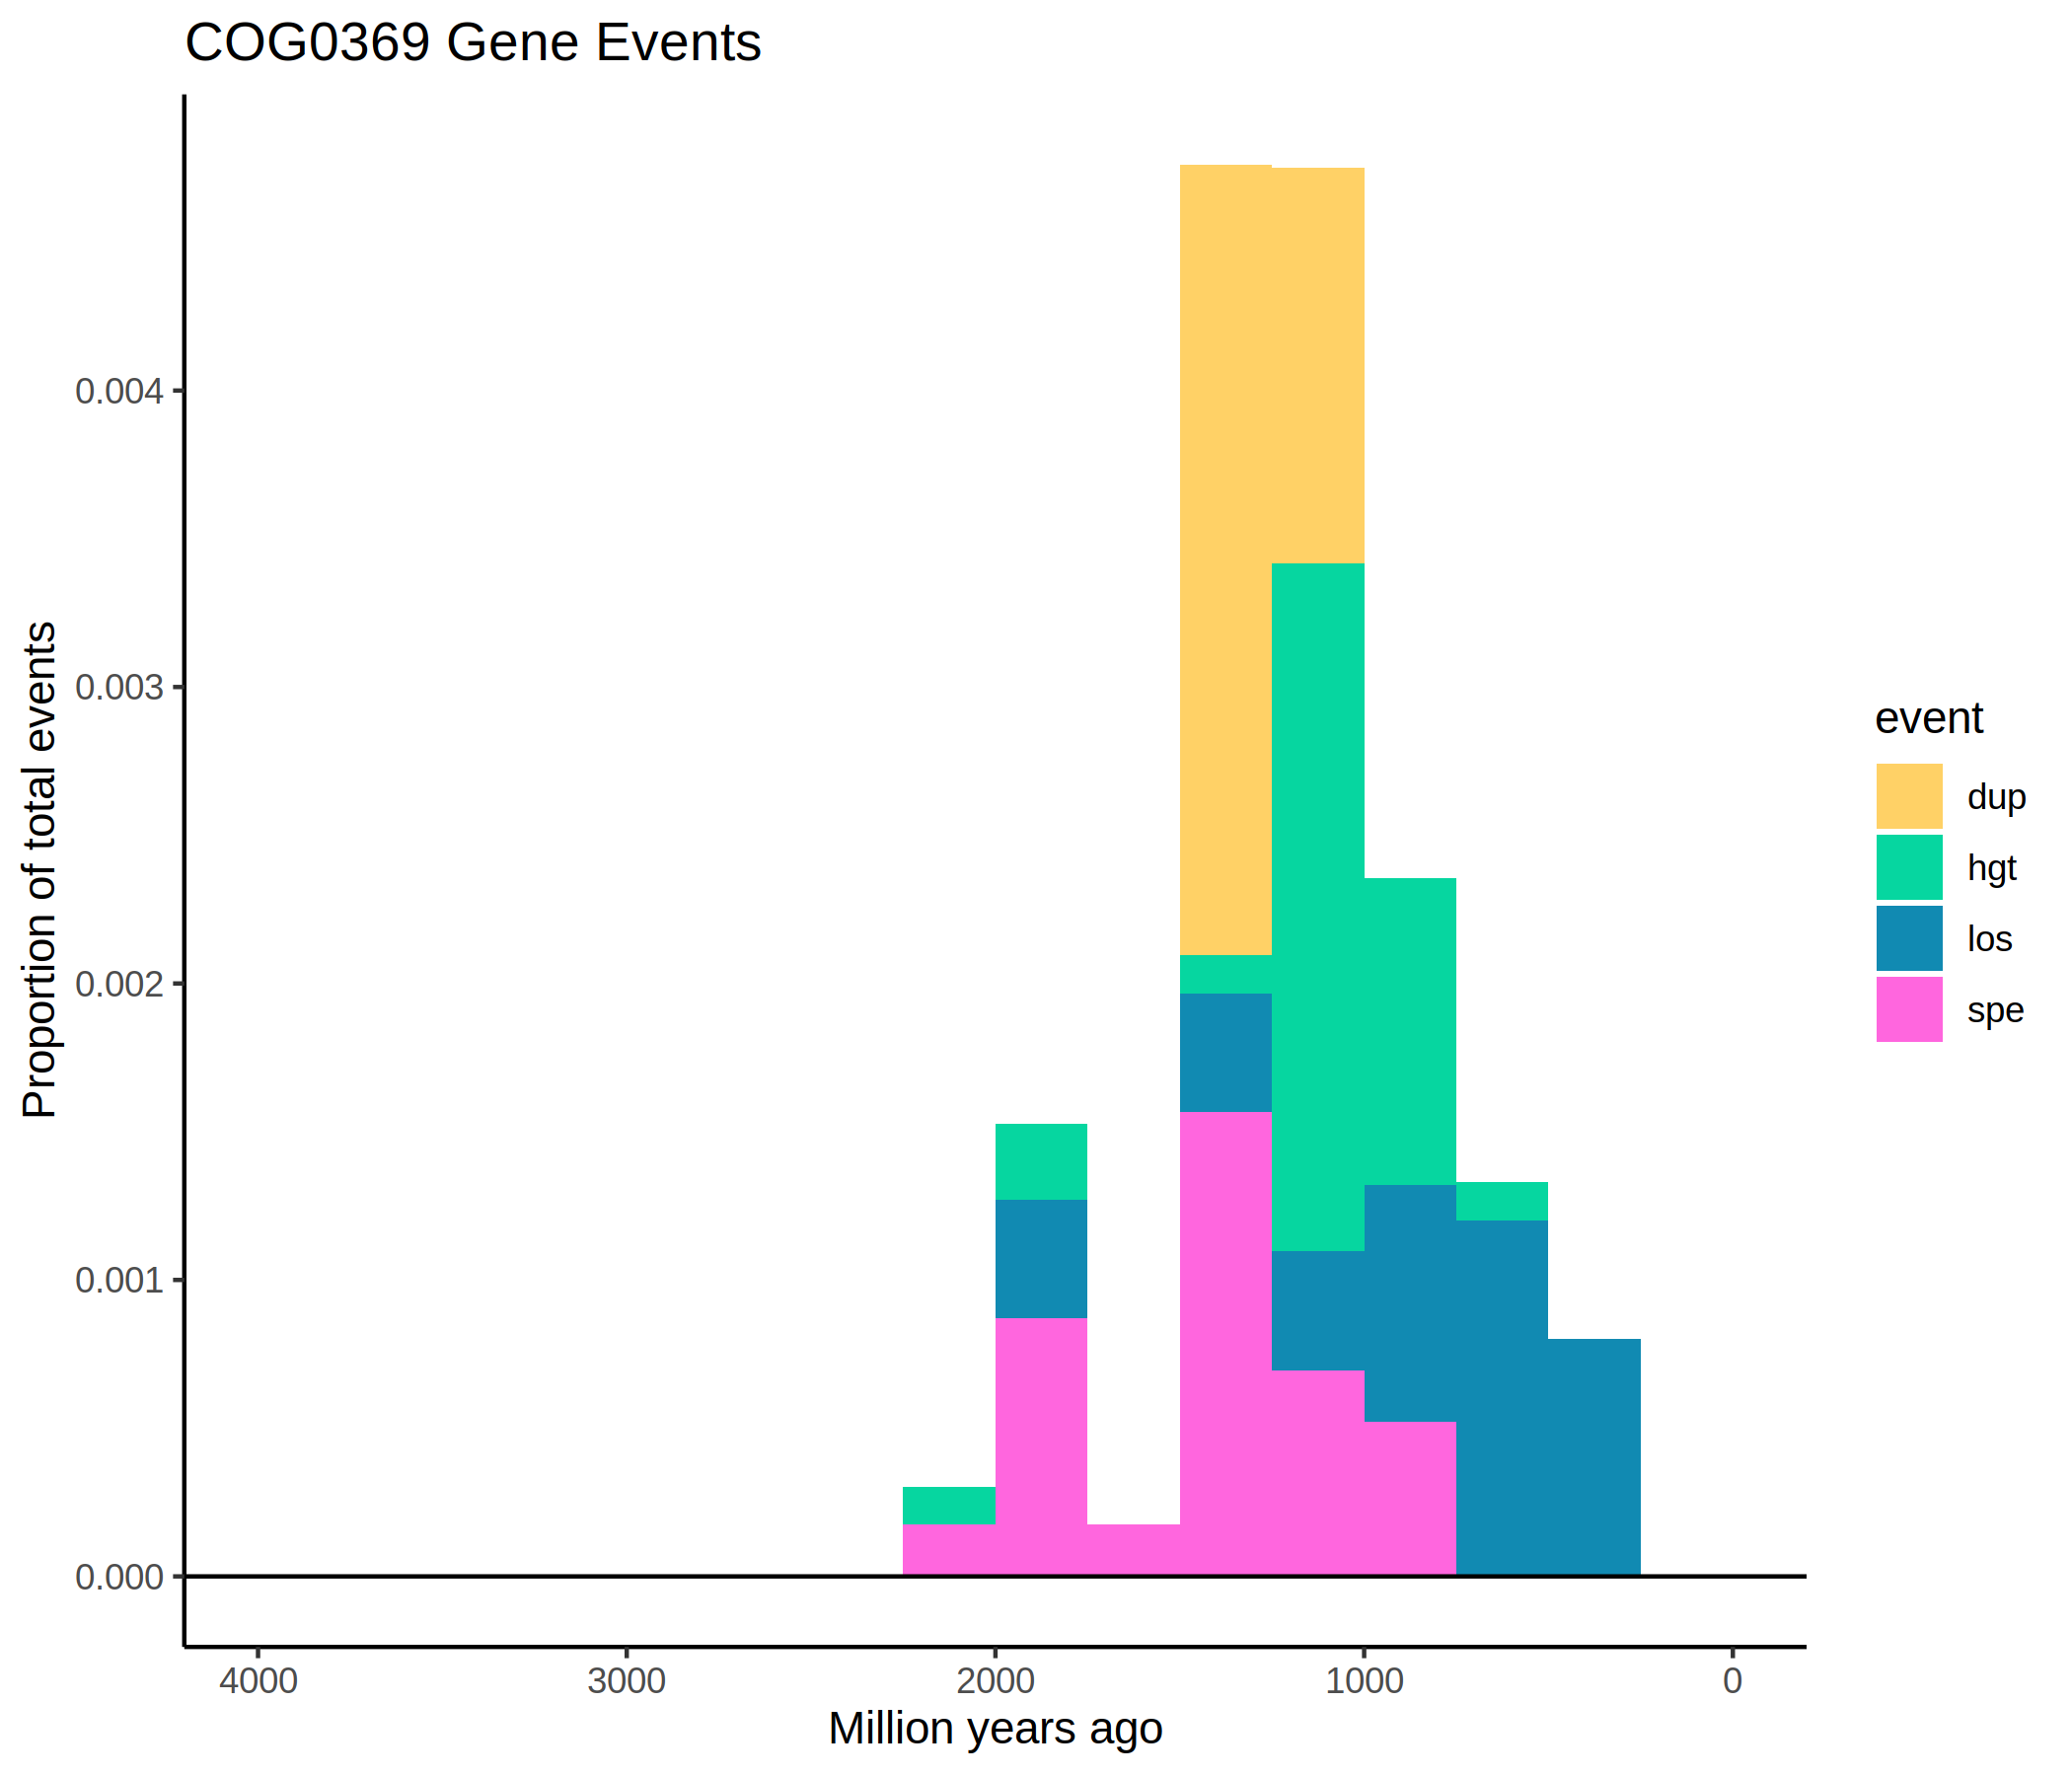 COG0369 Gene Events
Proportion of total events
0.004
0.003
0.002
0.001
0.000
4000 3000 2000 1000 0
Million years ago
event
dup
hgt
los
spe